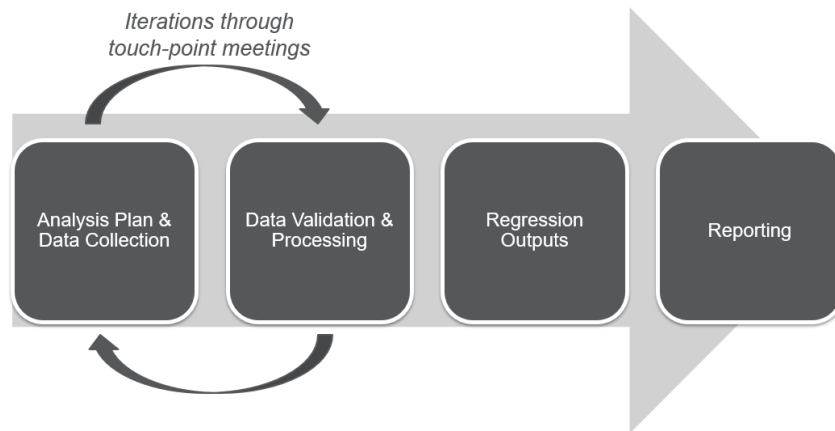 Iterations through
touch-point meetings
Analysis Plan &
Data Collection
Data Validation &
Processing
Regression
Outputs
Reporting